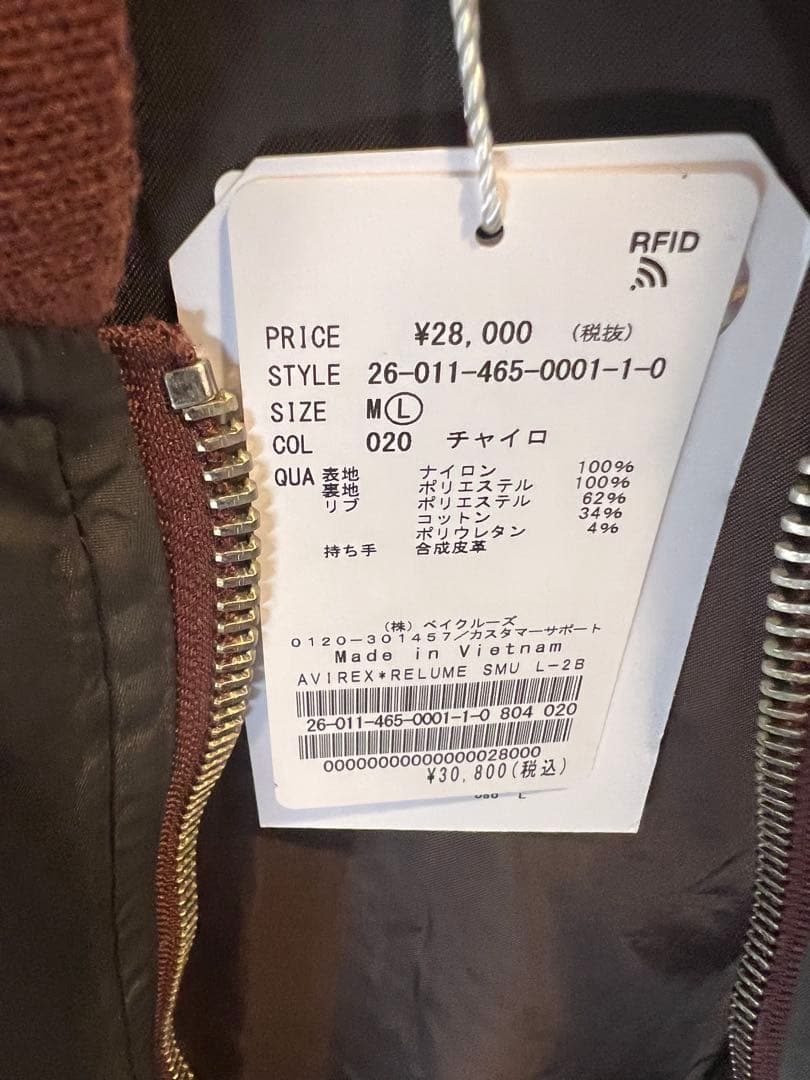 RFID
PRICE ¥28,000 (税抜)
STYLE 26-011-465-0001-1-0
SIZE MⓁ
COL 020 チャイロ
QUA 表地 ナイロン 100%
裏地 ポリエステル 100%
リブ ポリエステル 62%
コットン 34%
ポリウレタン 4%
持ち手 合成皮革
(株) ベイクルーズ
0120-301457/カスタマーサポート
Made in Vietnam
AVIREX*RELUME SMU L-2B
26-011-465-0001-1-0 804 020
00000000000000028000
¥30,800(税込)
L